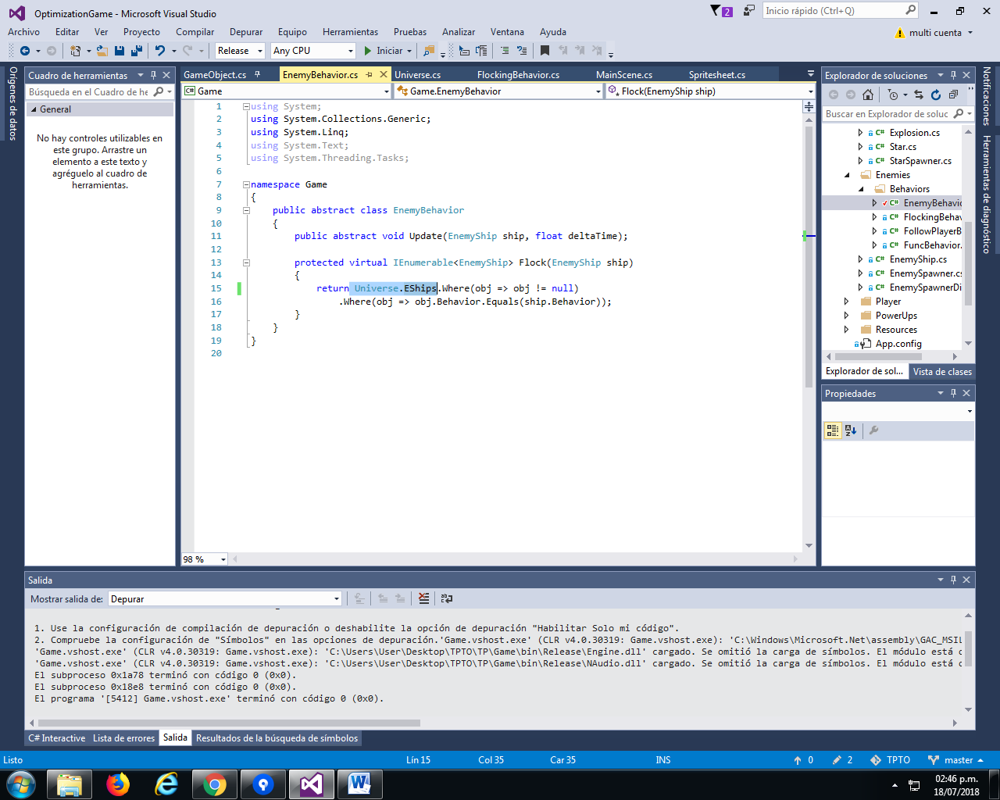 OptimizationGame - Microsoft Visual Studio
2
Inicio rápido (Ctrl+Q)
Archivo Editar Ver Proyecto Compilar Depurar Equipo Herramientas Pruebas Analizar Ventana Ayuda
multi cuenta
Release Any CPU Iniciar
Orígenes de datos
Cuadro de herramientas
Búsqueda en el Cuadro de he
General
No hay controles utilizables en
este grupo. Arrastre un
elemento a este texto y
agréguelo al cuadro de
herramientas.
GameObject.cs EnemyBehavior.cs Universe.cs FlockingBehavior.cs MainScene.cs Spritesheet.cs
C# Game Game.EnemyBehavior Flock(EnemyShip ship)
1 using System;
2 using System.Collections.Generic;
3 using System.Linq;
4 using System.Text;
5 using System.Threading.Tasks;
6
7 namespace Game
8 {
9 public abstract class EnemyBehavior
10 {
11 public abstract void Update(EnemyShip ship, float deltaTime);
12
13 protected virtual IEnumerable<EnemyShip> Flock(EnemyShip ship)
14 {
15 return Universe.EShips.Where(obj => obj != null)
16 .Where(obj => obj.Behavior.Equals(ship.Behavior));
17 }
18 }
19 }
20
98 %
Explorador de soluciones
Buscar en Explorador de soluc
C# Explosion.cs
C# Star.cs
C# StarSpawner.cs
Enemies
Behaviors
C# EnemyBehavio
C# FlockingBehav
C# FollowPlayerB
C# FuncBehavior.
C# EnemyShip.cs
C# EnemySpawner.cs
C# EnemySpawnerDi
Player
PowerUps
Resources
App.config
Explorador de sol... Vista de clases
Propiedades
Notificaciones
Herramientas de diagnóstico
Salida
Mostrar salida de: Depurar
1. Use la configuración de compilación de depuración o deshabilite la opción de depuración "Habilitar Solo mi código".
2. Compruebe la configuración de "Símbolos" en las opciones de depuración.'Game.vshost.exe' (CLR v4.0.30319: Game.vshost.exe): 'C:\Windows\Microsoft.Net\assembly\GAC_MSIL
'Game.vshost.exe' (CLR v4.0.30319: Game.vshost.exe): 'C:\Users\User\Desktop\TPTO\TP\Game\bin\Release\Engine.dll' cargado. Se omitió la carga de símbolos. El módulo está o
'Game.vshost.exe' (CLR v4.0.30319: Game.vshost.exe): 'C:\Users\User\Desktop\TPTO\TP\Game\bin\Release\NAudio.dll' cargado. Se omitió la carga de símbolos. El módulo está o
El subproceso 0x1a78 terminó con código 0 (0x0).
El subproceso 0x18e8 terminó con código 0 (0x0).
El programa '[5412] Game.vshost.exe' terminó con código 0 (0x0).
C# Interactive Lista de errores Salida Resultados de la búsqueda de símbolos
Listo Lín 15 Col 35 Car 35 INS 0 2 TPTO master
02:46 p.m.
18/07/2018